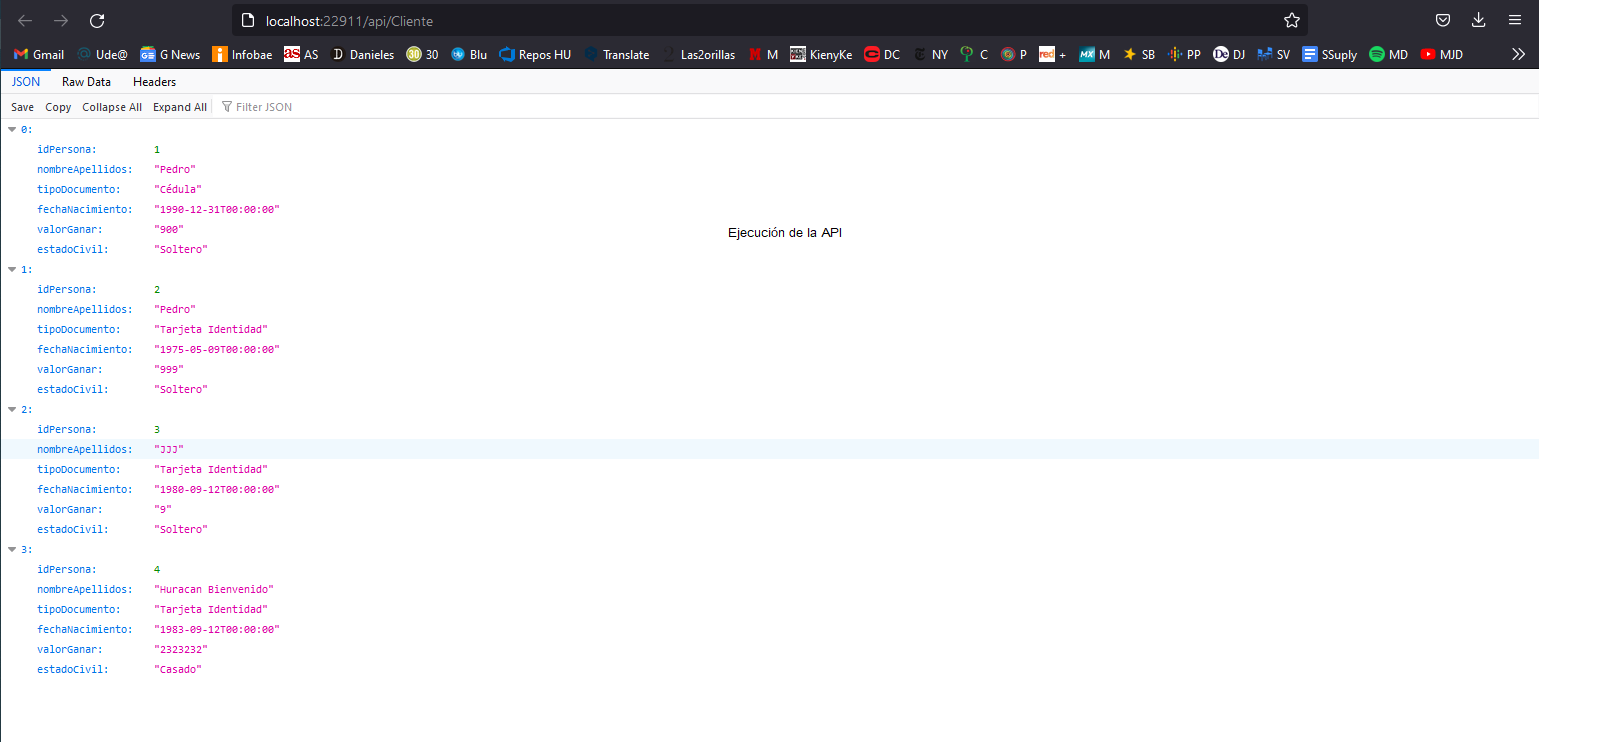 localhost:22911/api/Cliente
Gmail Ude@ G News Infobae AS Danieles 30 Blu Repos HU Translate Las2orillas M KienyKe DC NY C P + M SB PP DJ SV SSuply MD MJD
JSON Raw Data Headers
Save Copy Collapse All Expand All Filter JSON
0:
idPersona: 1
nombreApellidos: "Pedro"
tipoDocumento: "Cédula"
fechaNacimiento: "1990-12-31T00:00:00"
valorGanar: "900"
Ejecución de la API
estadoCivil: "Soltero"
1:
idPersona: 2
nombreApellidos: "Pedro"
tipoDocumento: "Tarjeta Identidad"
fechaNacimiento: "1975-05-09T00:00:00"
valorGanar: "999"
estadoCivil: "Soltero"
2:
idPersona: 3
nombreApellidos: "JJJ"
tipoDocumento: "Tarjeta Identidad"
fechaNacimiento: "1980-09-12T00:00:00"
valorGanar: "9"
estadoCivil: "Soltero"
3:
idPersona: 4
nombreApellidos: "Huracan Bienvenido"
tipoDocumento: "Tarjeta Identidad"
fechaNacimiento: "1983-09-12T00:00:00"
valorGanar: "2323232"
estadoCivil: "Casado"